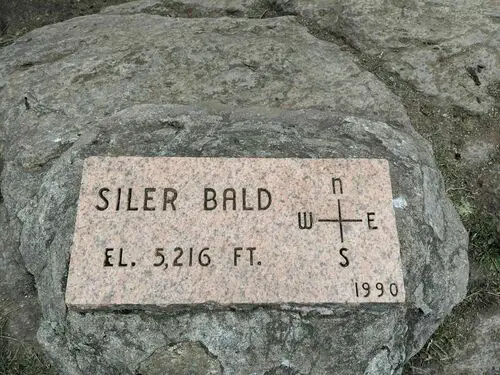 SILER BALD
EL. 5,216 FT.
n
W E
S
1990